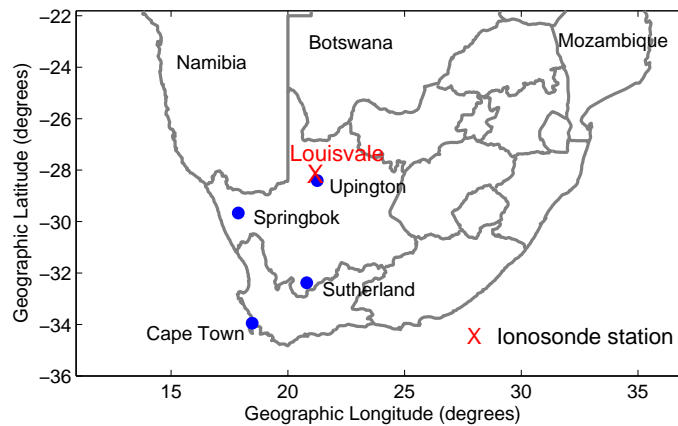 −22
−24
−26
−28
−30
−32
−34
−36
15
20
25
30
35
Geographic Latitude (degrees)
Geographic Longitude (degrees)
Botswana
Mozambique
Namibia
Louisvale
X
Upington
Springbok
Sutherland
Cape Town
X Ionosonde station